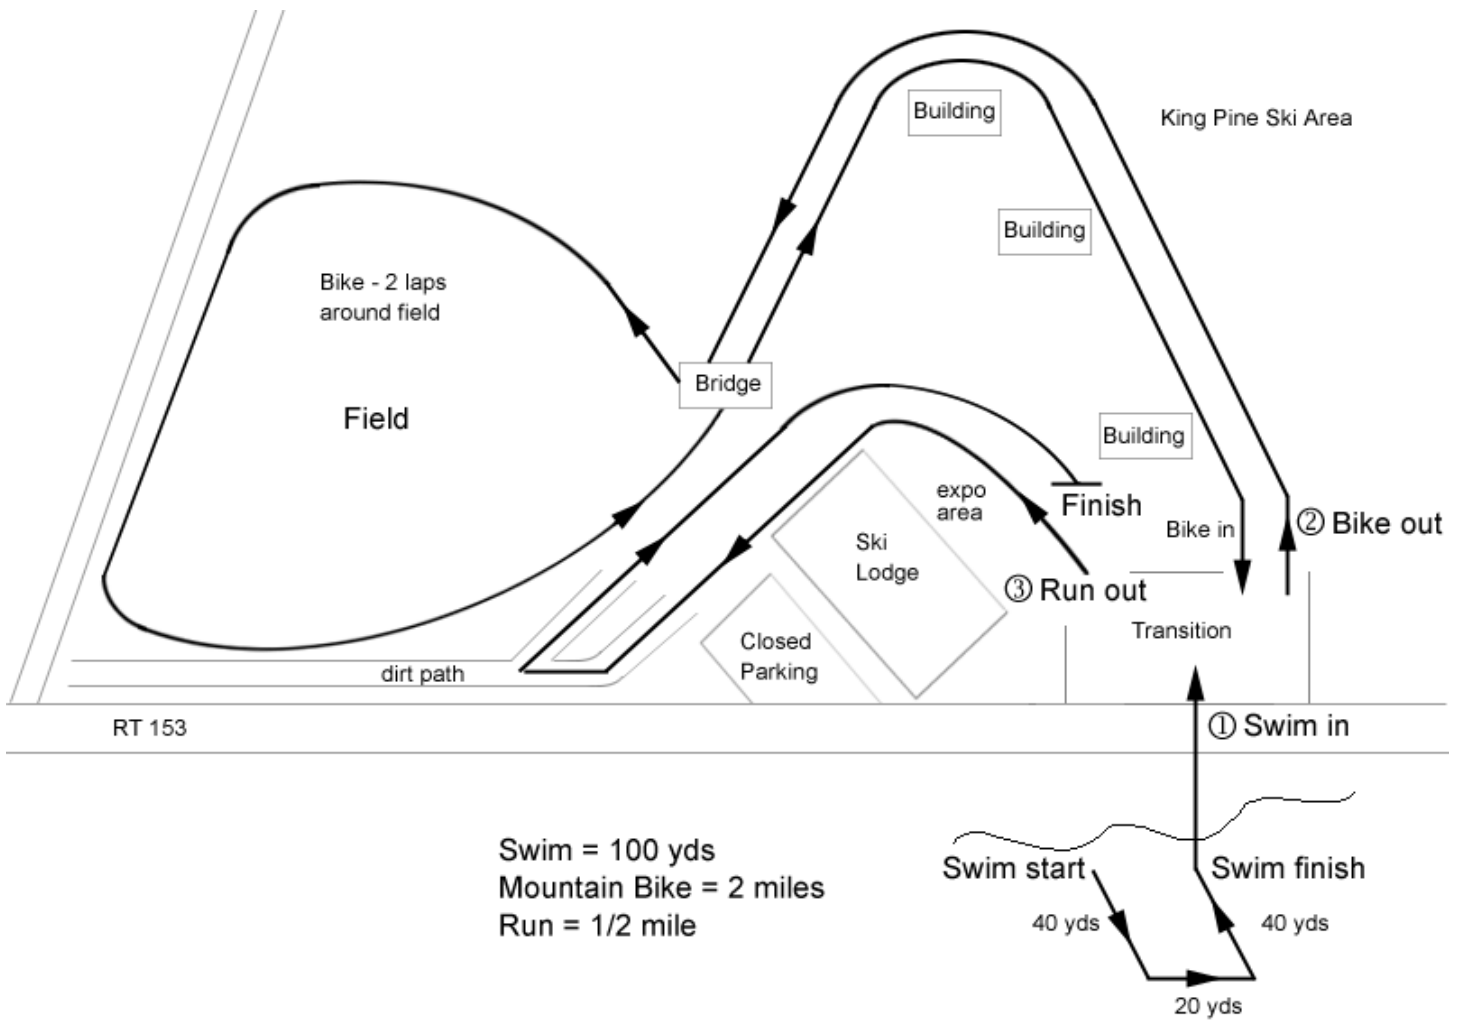 Building
King Pine Ski Area
Building
Bike - 2 laps
around field
Bridge
Field
Building
expo
area
Finish
Bike in
② Bike out
Ski
Lodge
③ Run out
Transition
Closed
Parking
dirt path
RT 153
① Swim in
Swim = 100 yds
Mountain Bike = 2 miles
Run = 1/2 mile
Swim start
Swim finish
40 yds
40 yds
20 yds